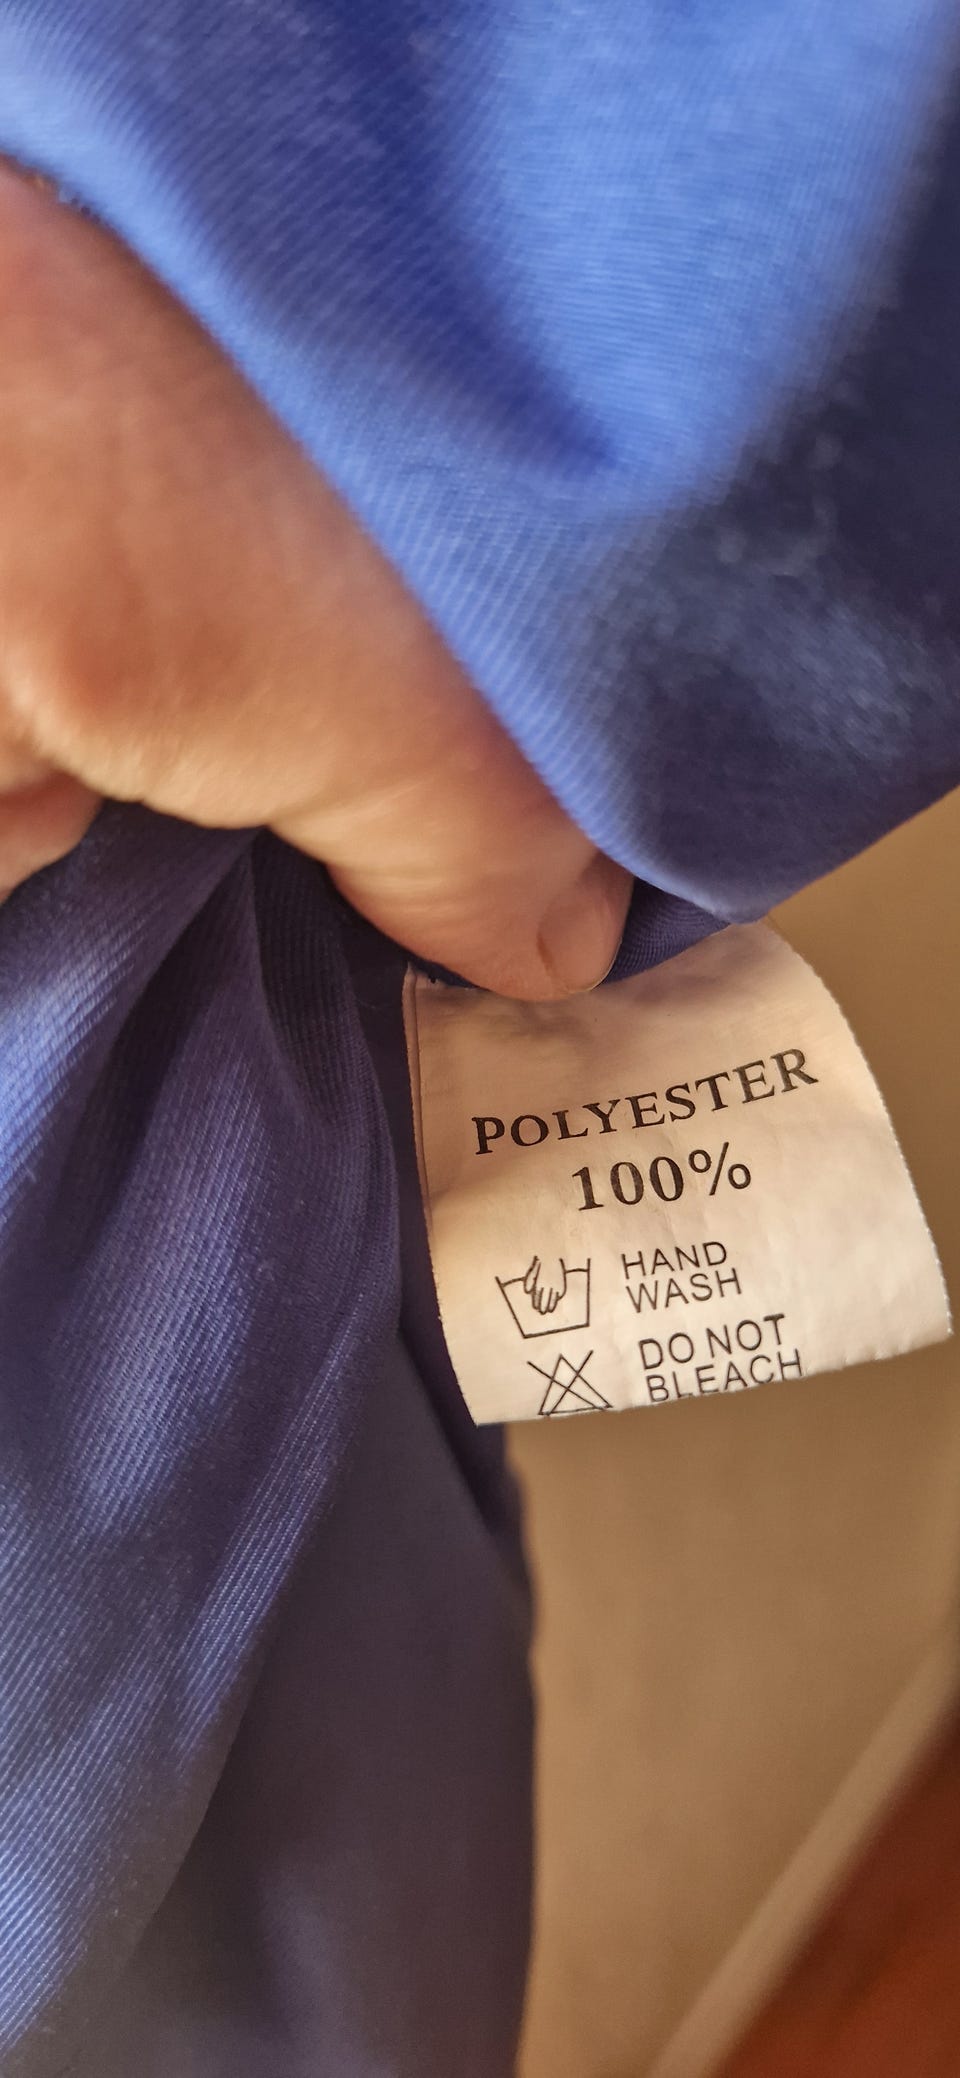 POLYESTER
100%
HAND
WASH
DO NOT
BLEACH